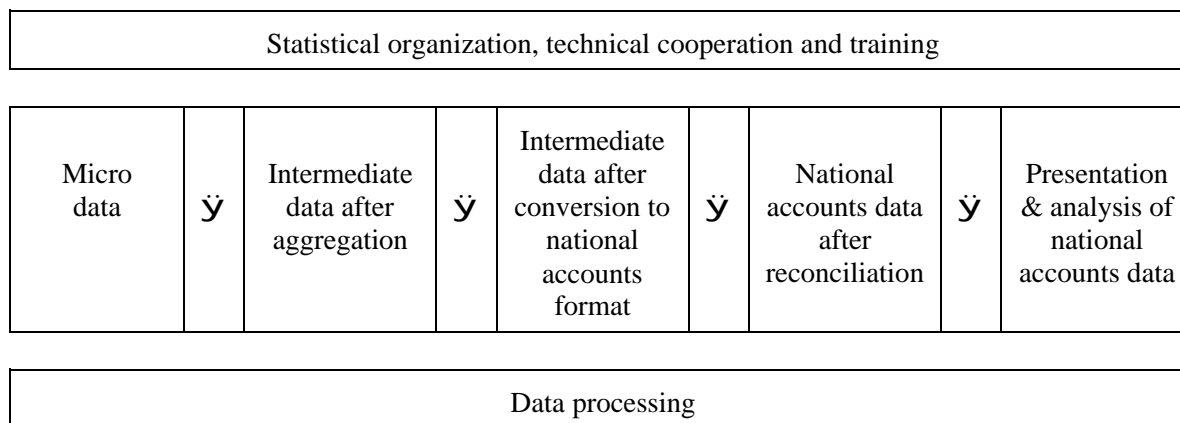 Statistical organization, technical cooperation and training
Micro
data
ÿ
Intermediate
data after
aggregation
ÿ
Intermediate
data after
conversion to
national
accounts
format
ÿ
National
accounts data
after
reconciliation
ÿ
Presentation
& analysis of
national
accounts data
Data processing